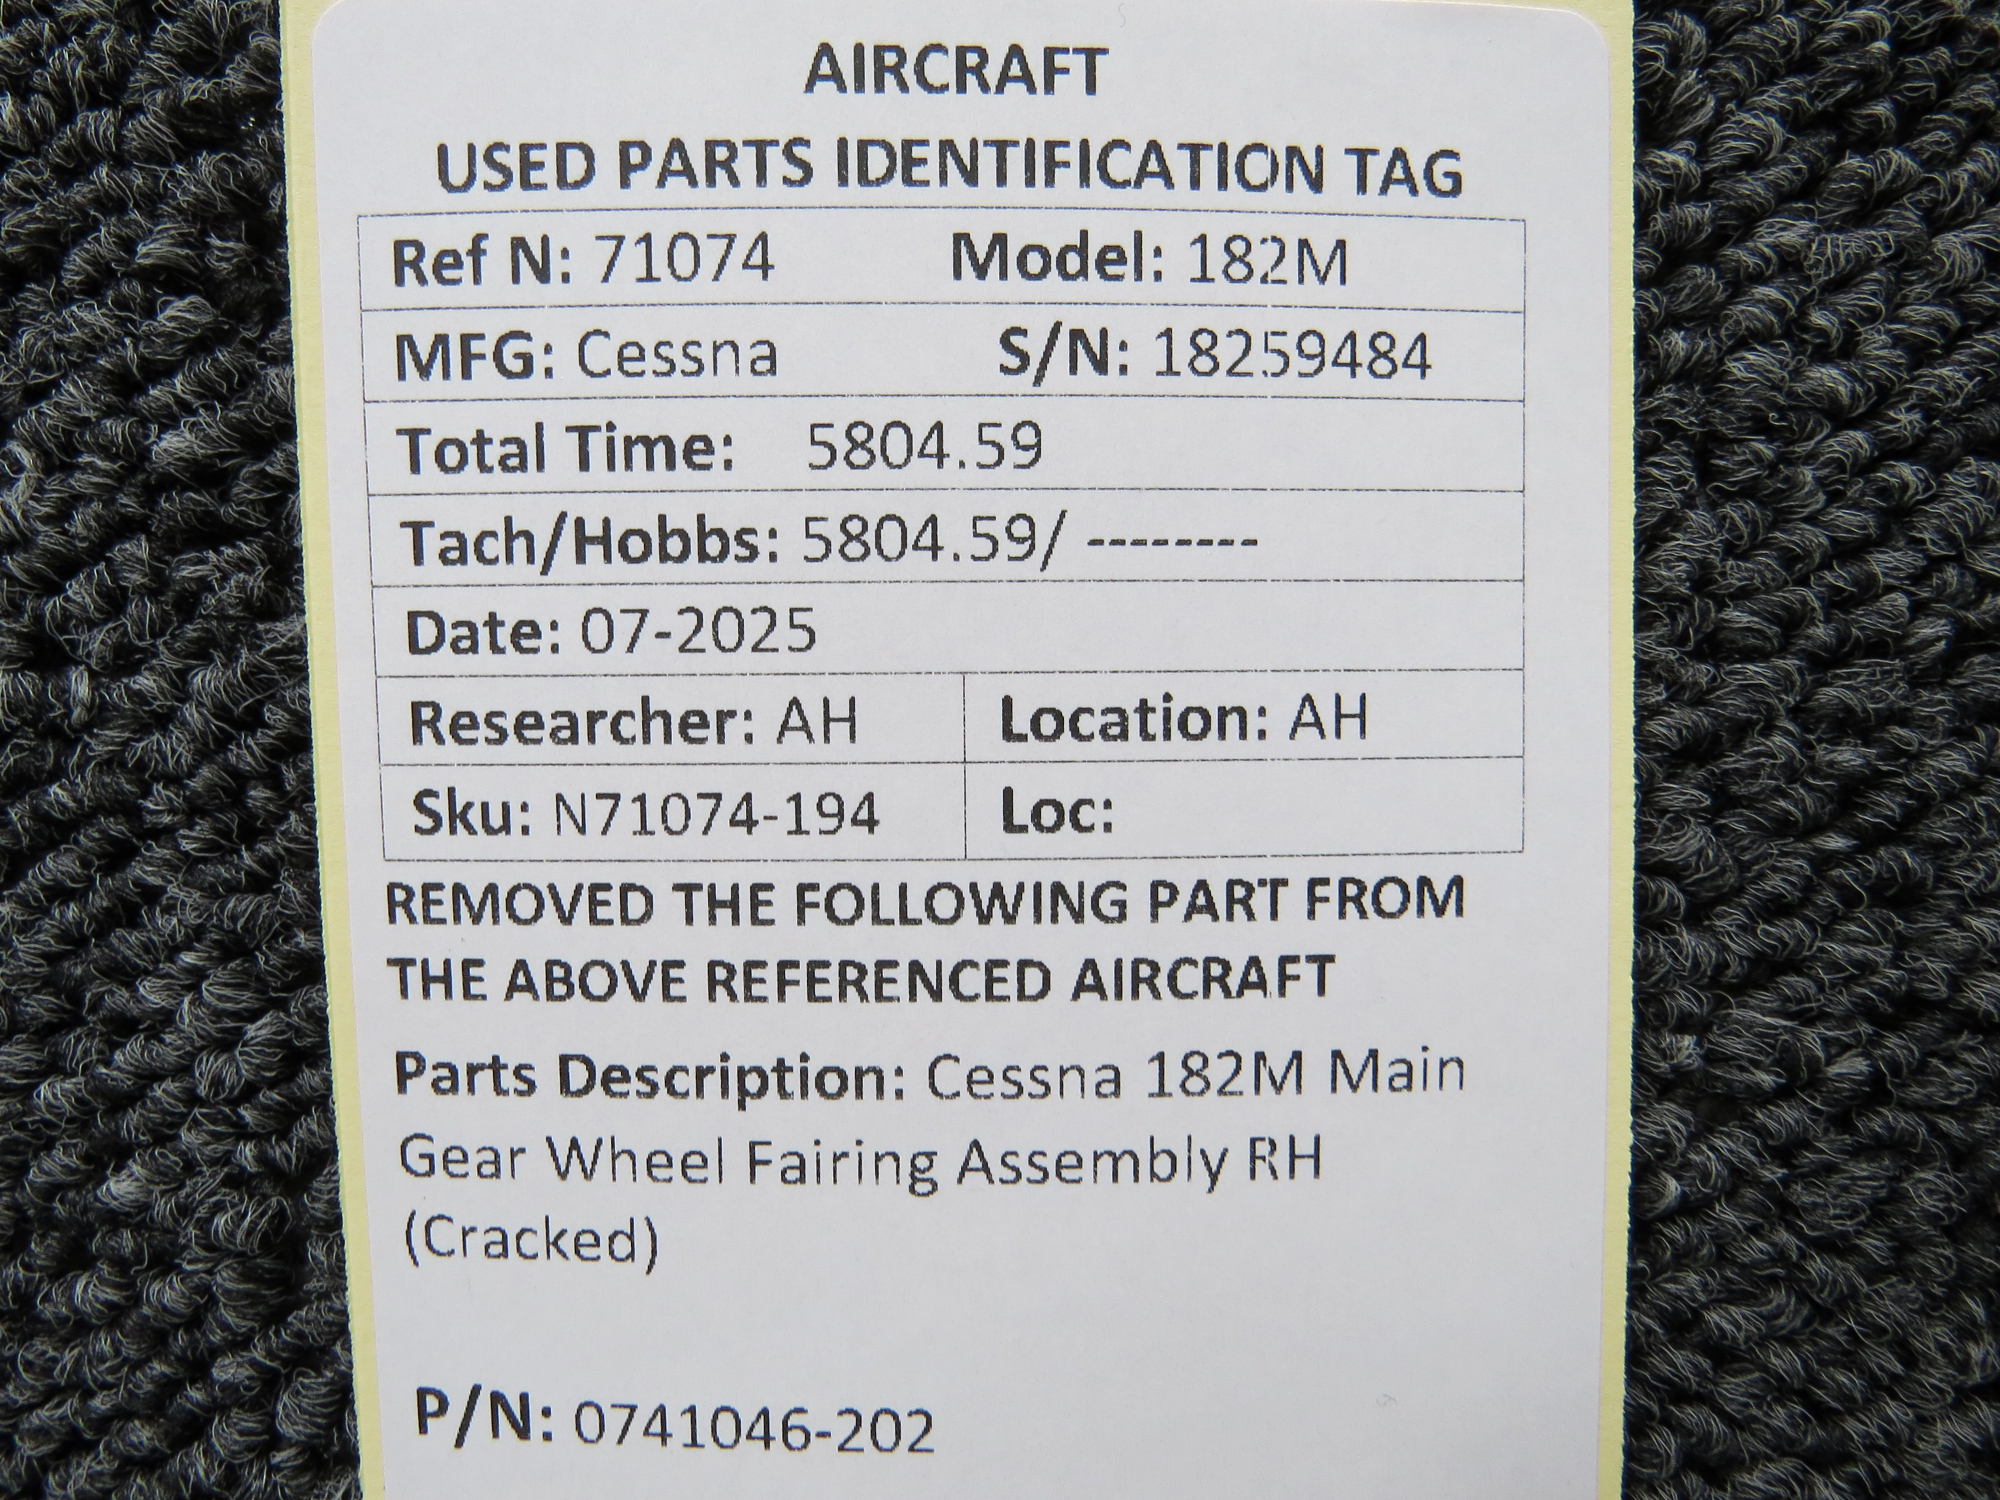 AIRCRAFT
USED PARTS IDENTIFICATION TAG
Ref N: 71074 Model: 182M
MFG: Cessna S/N: 18259484
Total Time: 5804.59
Tach/Hobbs: 5804.59/ --------
Date: 07-2025
Researcher: AH Location: AH
Sku: N71074-194 Loc:
REMOVED THE FOLLOWING PART FROM
THE ABOVE REFERENCED AIRCRAFT
Parts Description: Cessna 182M Main
Gear Wheel Fairing Assembly RH
(Cracked)
P/N: 0741046-202